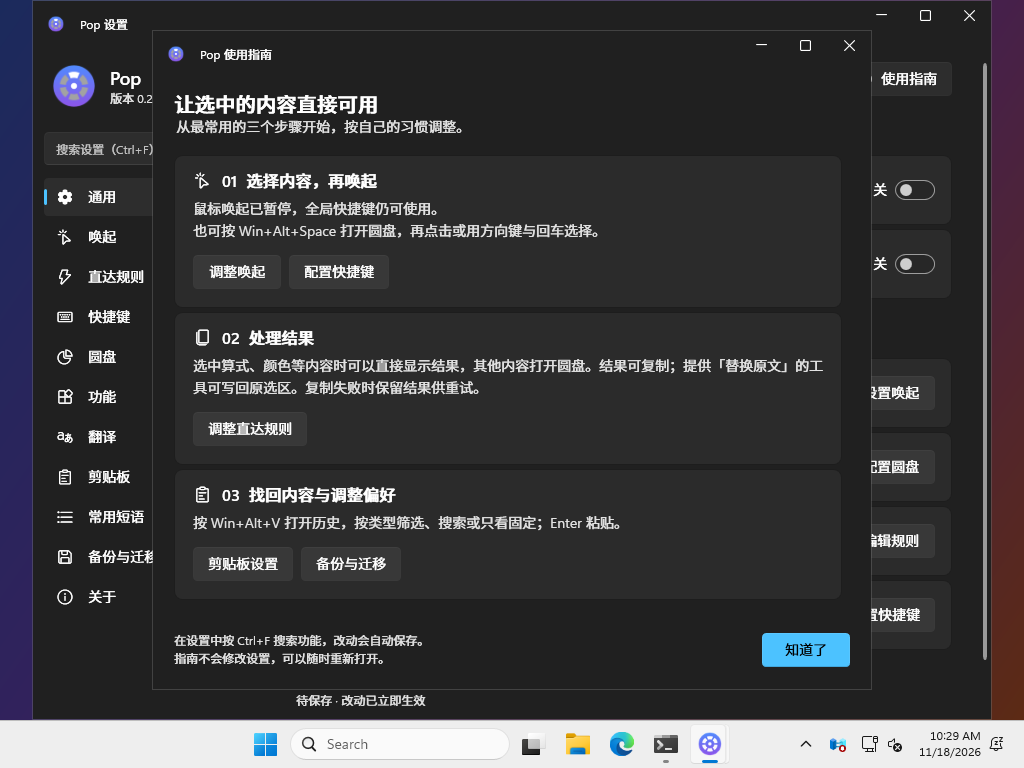 Pop 设置
Pop 使用指南
Pop
版本 0.2
使用指南
搜索设置（Ctrl+F）
通用
唤起
直达规则
快捷键
圆盘
功能
翻译
剪贴板
常用短语
备份与迁移
关于
让选中的内容直接可用
从最常用的三个步骤开始，按自己的习惯调整。
01 选择内容，再唤起
鼠标唤起已暂停，全局快捷键仍可使用。
也可按 Win+Alt+Space 打开圆盘，再点击或用方向键与回车选择。
调整唤起 配置快捷键
02 处理结果
选中算式、颜色等内容时可以直接显示结果，其他内容打开圆盘。结果可复制；提供「替换原文」的工
具可写回原选区。复制失败时保留结果供重试。
调整直达规则
03 找回内容与调整偏好
按 Win+Alt+V 打开历史，按类型筛选、搜索或只看固定；Enter 粘贴。
剪贴板设置 备份与迁移
在设置中按 Ctrl+F 搜索功能，改动会自动保存。
指南不会修改设置，可以随时重新打开。
知道了
关
关
设置唤起
配置圆盘
编辑规则
置快捷键
待保存 · 改动已立即生效
Search
10:29 AM
11/18/2026